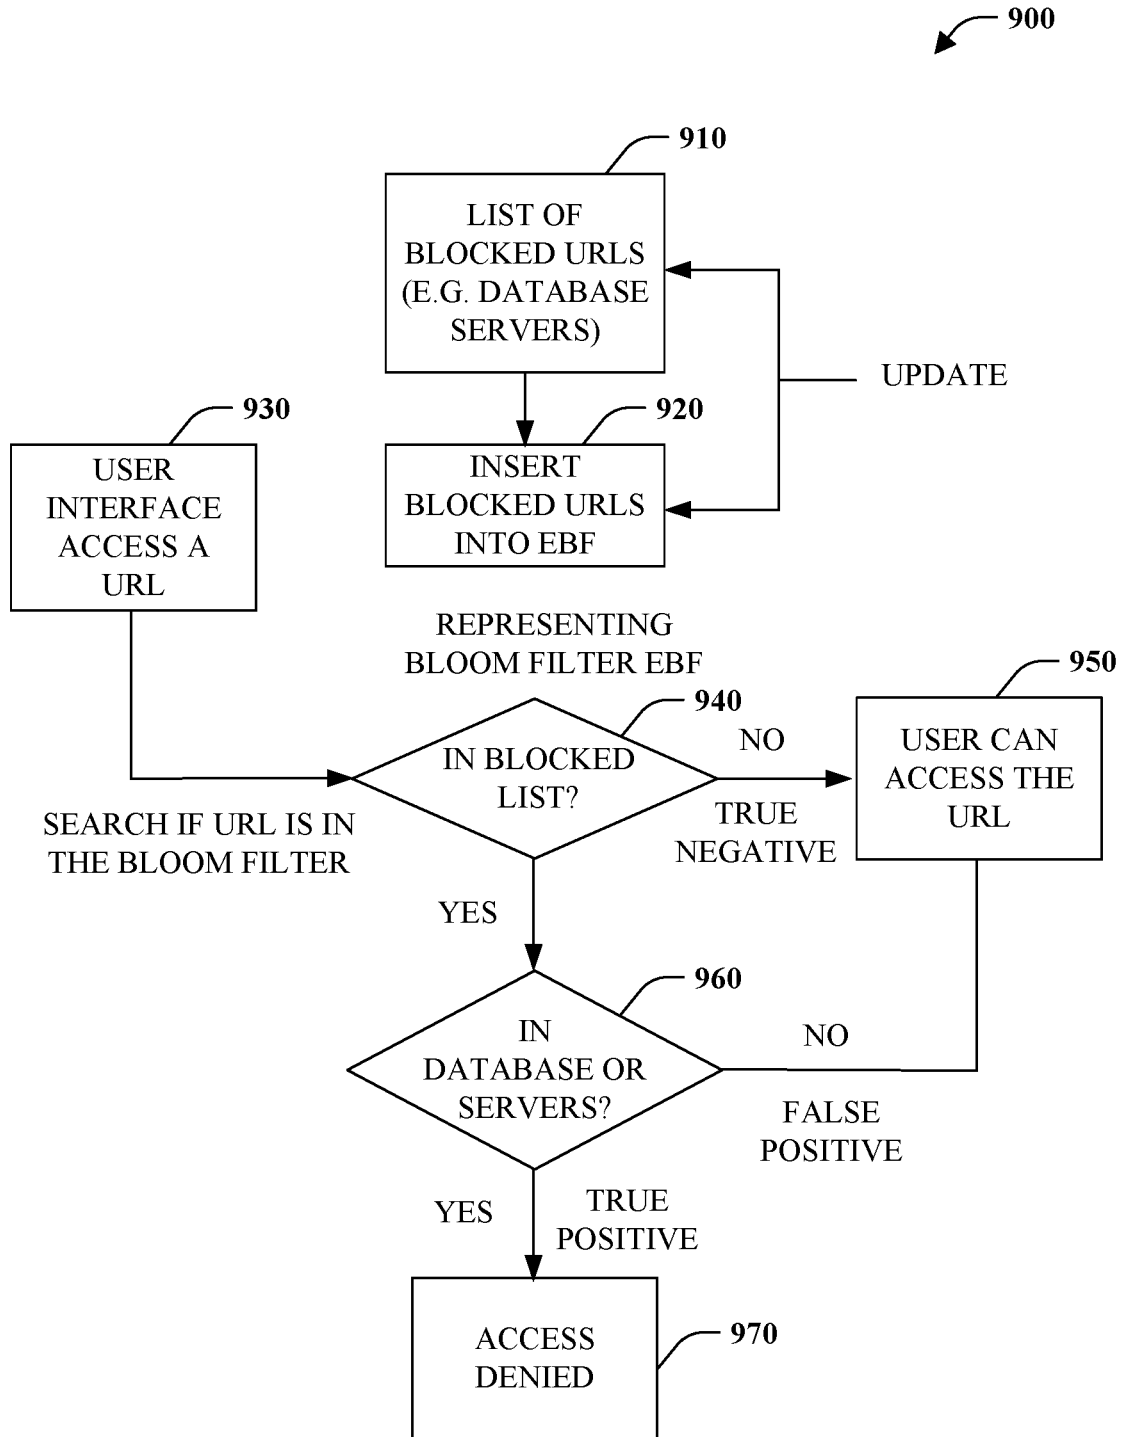 900
910
LIST OF
BLOCKED URLS
(E.G. DATABASE
SERVERS)
UPDATE
930
920
USER
INTERFACE
ACCESS A
URL
INSERT
BLOCKED URLS
INTO EBF
REPRESENTING
BLOOM FILTER EBF
950
940
IN BLOCKED
LIST?
NO
USER CAN
ACCESS THE
URL
SEARCH IF URL IS IN
THE BLOOM FILTER
TRUE
NEGATIVE
YES
960
IN
DATABASE OR
SERVERS?
NO
FALSE
POSITIVE
YES
TRUE
POSITIVE
ACCESS
DENIED
970